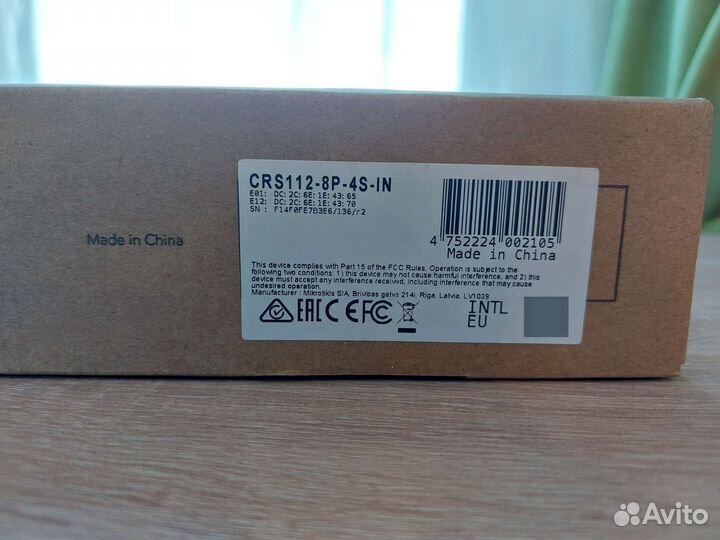 Made in China
CRS112-8P-4S-IN
E01: DC:2C:6E:1E:43:65
E12: DC:2C:6E:1E:43:70
SN : F14F0FE7B3E6/136/r2
4 752224 002105
Made in China
This device complies with Part 15 of the FCC Rules. Operation is subject to the
following two conditions: 1) this device may not cause harmful interference, and 2) this
device must accept any interference received, including interference that may cause
undesired operation.
Manufacturer: Mikrotikls SIA, Brivibas gatve 214i, Riga, Latvia, LV1039
EAC CE FC
INTL
EU
Avito